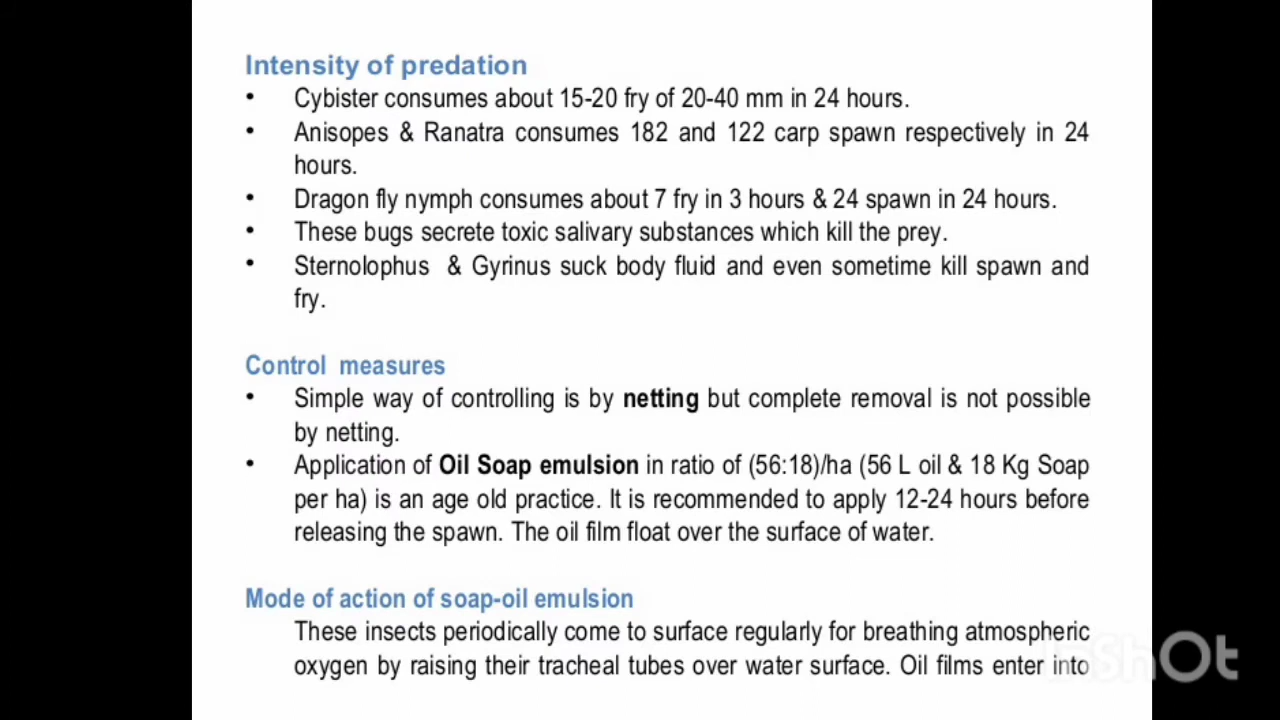 Intensity of predation
• Cybister consumes about 15-20 fry of 20-40 mm in 24 hours.
• Anisopes & Ranatra consumes 182 and 122 carp spawn respectively in 24
hours.
• Dragon fly nymph consumes about 7 fry in 3 hours & 24 spawn in 24 hours.
• These bugs secrete toxic salivary substances which kill the prey.
• Sternolophus & Gyrinus suck body fluid and even sometime kill spawn and
fry.
Control measures
• Simple way of controlling is by netting but complete removal is not possible
by netting.
• Application of Oil Soap emulsion in ratio of (56:18)/ha (56 L oil & 18 Kg Soap
per ha) is an age old practice. It is recommended to apply 12-24 hours before
releasing the spawn. The oil film float over the surface of water.
Mode of action of soap-oil emulsion
These insects periodically come to surface regularly for breathing atmospheric
oxygen by raising their tracheal tubes over water surface. Oil films enter into
InShOt